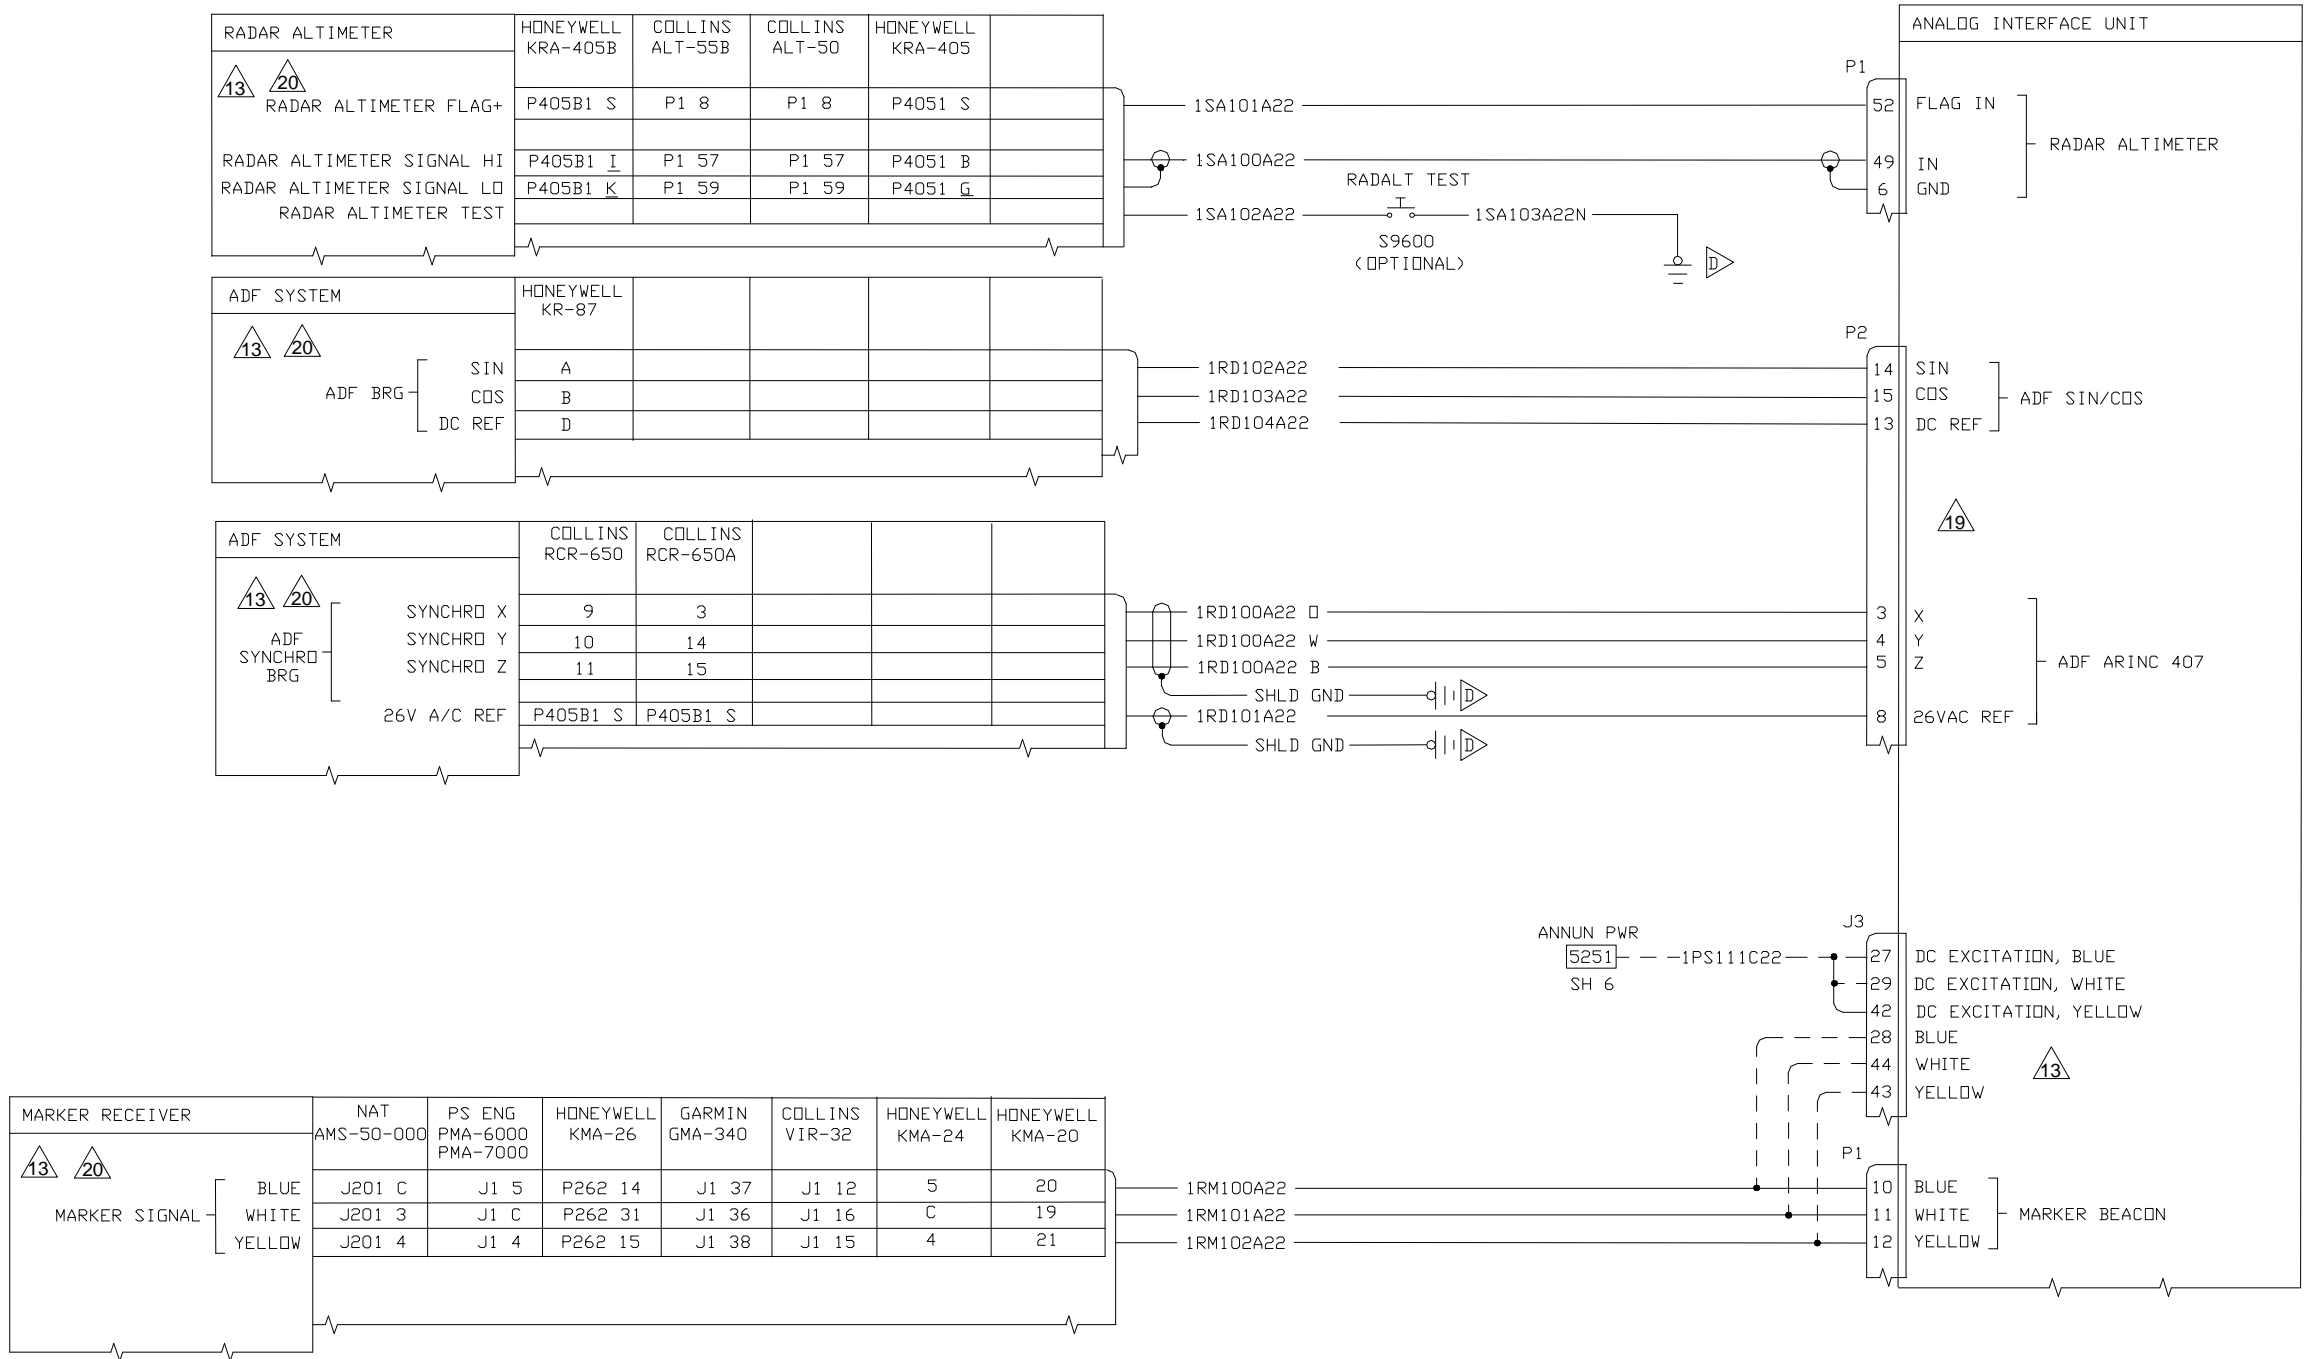 RADAR ALTIMETER
HONEYWELL KRA-405B
COLLINS ALT-55B
COLLINS ALT-50
HONEYWELL KRA-405
13 20
RADAR ALTIMETER FLAG+ P405B1 S P1 8 P1 8 P4051 S
RADAR ALTIMETER SIGNAL HI P405B1 I P1 57 P1 57 P4051 B
RADAR ALTIMETER SIGNAL LO P405B1 K P1 59 P1 59 P4051 G
RADAR ALTIMETER TEST
1SA101A22
1SA100A22
RADALT TEST
1SA102A22
1SA103A22N
S9600
(OPTIONAL)
D
ANALOG INTERFACE UNIT
P1
52 FLAG IN
49 IN
6 GND
RADAR ALTIMETER
ADF SYSTEM
HONEYWELL KR-87
13 20
ADF BRG
SIN A
COS B
DC REF D
1RD102A22
1RD103A22
1RD104A22
P2
14 SIN
15 COS
13 DC REF
ADF SIN/COS
19
ADF SYSTEM
COLLINS RCR-650
COLLINS RCR-650A
13 20
ADF
SYNCHRO
BRG
SYNCHRO X 9 3
SYNCHRO Y 10 14
SYNCHRO Z 11 15
26V A/C REF P405B1 S P405B1 S
1RD100A22 O
1RD100A22 W
1RD100A22 B
SHLD GND D
1RD101A22
SHLD GND D
3 X
4 Y
5 Z
8 26VAC REF
ADF ARINC 407
ANNUN PWR
5251
SH 6
1PS111C22
J3
27 DC EXCITATION, BLUE
29 DC EXCITATION, WHITE
42 DC EXCITATION, YELLOW
28 BLUE
44 WHITE
43 YELLOW
13
MARKER RECEIVER
NAT AMS-50-000
PS ENG PMA-6000 PMA-7000
HONEYWELL KMA-26
GARMIN GMA-340
COLLINS VIR-32
HONEYWELL KMA-24
HONEYWELL KMA-20
13 20
MARKER SIGNAL
BLUE J201 C J1 5 P262 14 J1 37 J1 12 5 20
WHITE J201 3 J1 C P262 31 J1 36 J1 16 C 19
YELLOW J201 4 J1 4 P262 15 J1 38 J1 15 4 21
1RM100A22
1RM101A22
1RM102A22
P1
10 BLUE
11 WHITE
12 YELLOW
MARKER BEACON